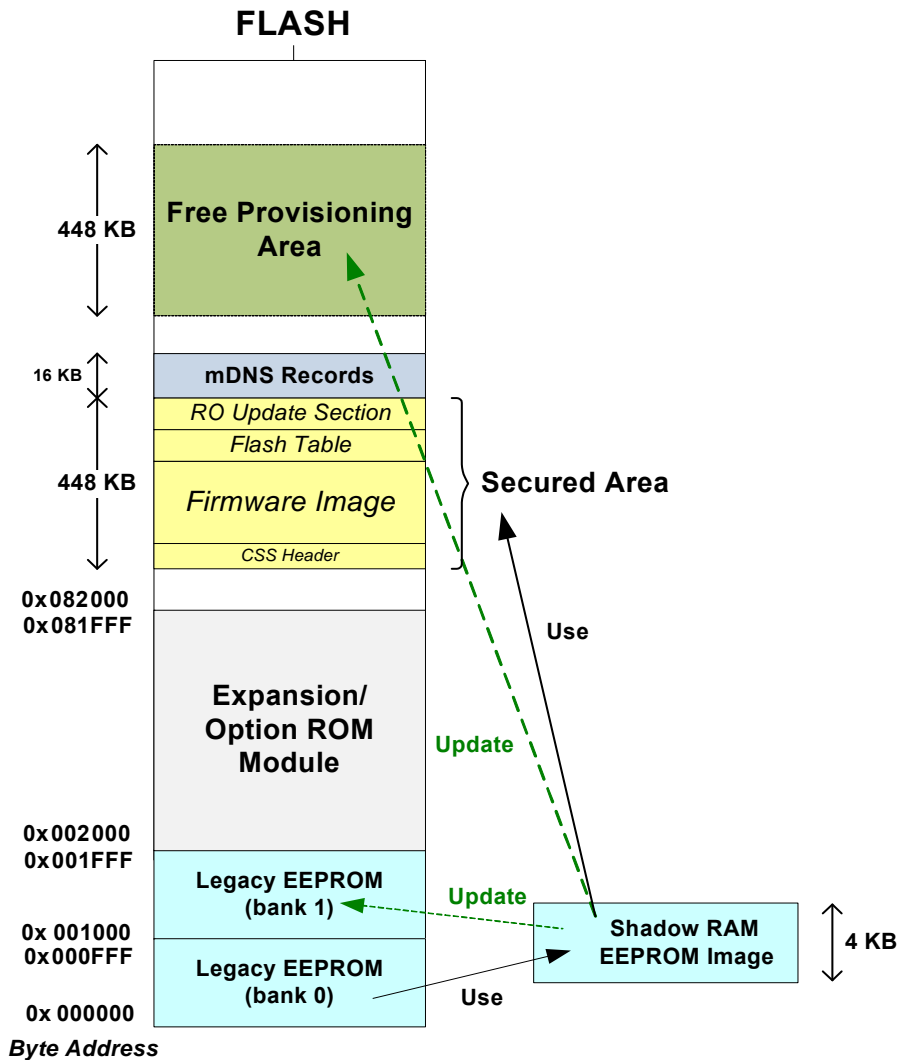 FLASH
Free Provisioning
Area
448 KB
16 KB
mDNS Records
RO Update Section
Flash Table
448 KB
Firmware Image
Secured Area
CSS Header
0x082000
0x081FFF
Use
Expansion/
Option ROM
Module
Update
0x002000
0x001FFF
Legacy EEPROM
(bank 1)
Update
Shadow RAM
EEPROM Image
4 KB
0x 001000
0x000FFF
Legacy EEPROM
(bank 0)
Use
0x 000000
Byte Address